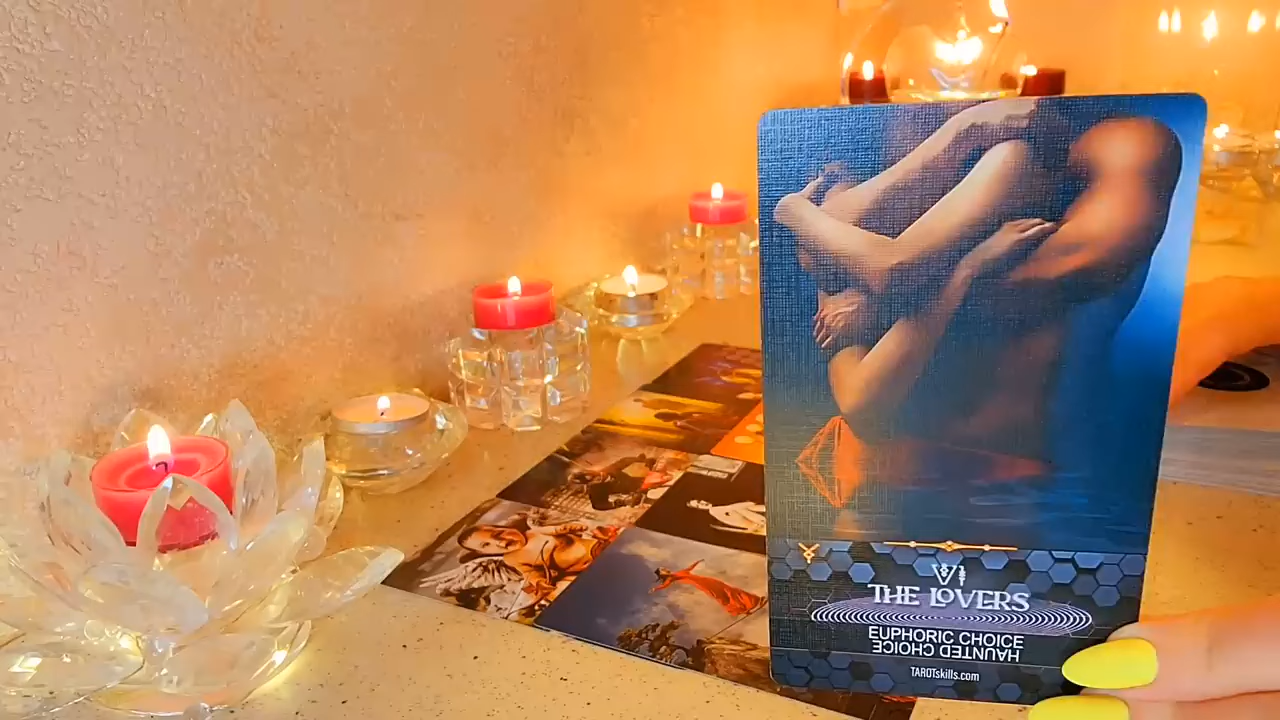 VI
THE LOVERS
EUPHORIC CHOICE
HAUNTED CHOICE
TAROTskills.com